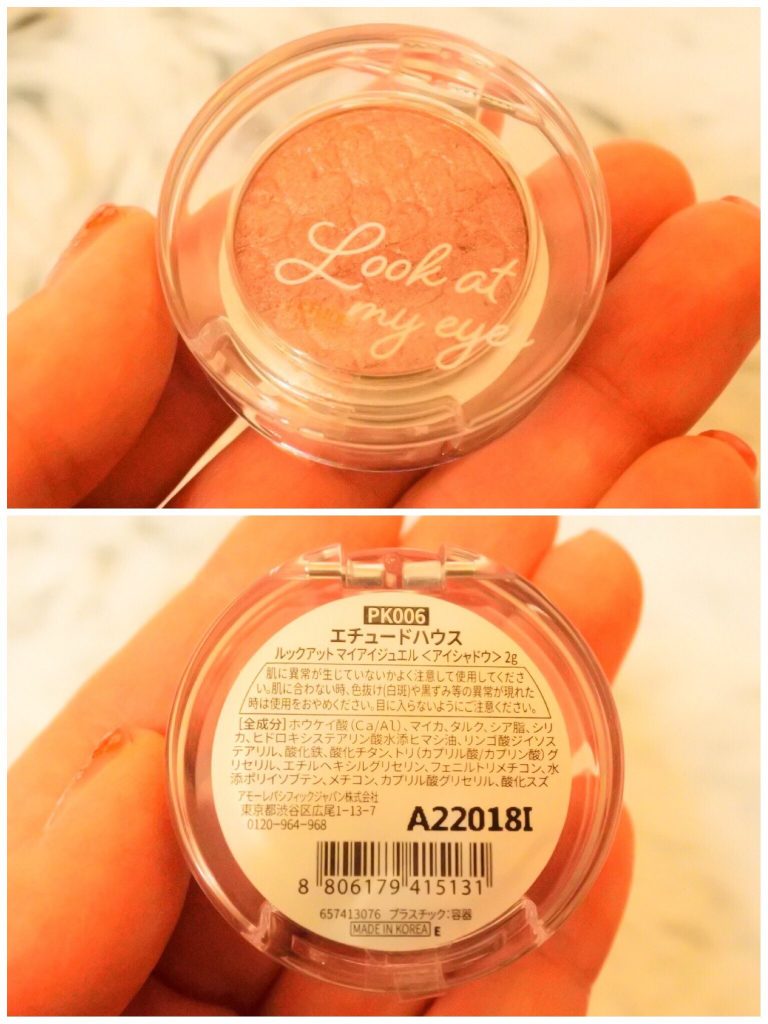 Look at
my eyes
PK006
エチュードハウス
ルックアット マイアイジュエル <アイシャドウ> 2g
肌に異常が生じていないかよく注意して使用してくださ
い。肌に合わない時、色抜け(白斑)や黒ずみ等の異常が現れた
時は使用をおやめください。目に入らないようにご注意ください。
[全成分]ホウケイ酸(Ca/Al)、マイカ、タルク、シア脂、シリ
カ、ヒドロキシステアリン酸水添ヒマシ油、リンゴ酸ジイソス
テアリル、酸化鉄、酸化チタン、トリ(カプリル酸/カプリン酸)グ
リセリル、エチルヘキシルグリセリン、フェニルトリメチコン、水
添ポリイソブテン、メチコン、カプリル酸グリセリル、酸化スズ
アモーレパシフィックジャパン株式会社
東京都渋谷区広尾1-13-7
0120-964-968
A22018I
8 806179 415131
657413076 プラスチック:容器
MADE IN KOREA E